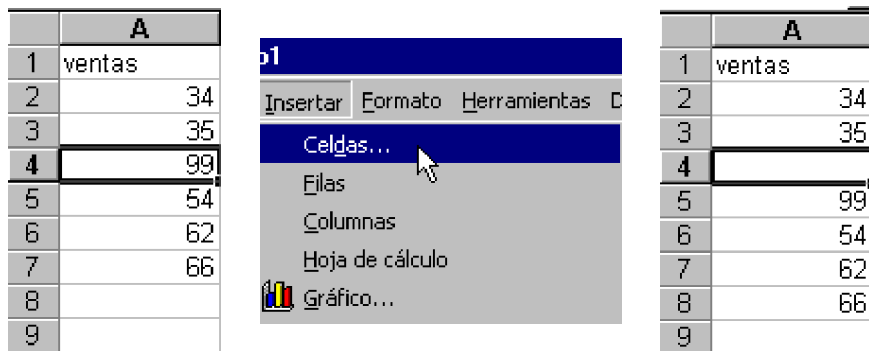 A
1 ventas
2 34
3 35
4 99
5 54
6 62
7 66
8
9
o1
Insertar Formato Herramientas D
Celdas...
Filas
Columnas
Hoja de cálculo
Gráfico...
A
1 ventas
2 34
3 35
4
5 99
6 54
7 62
8 66
9